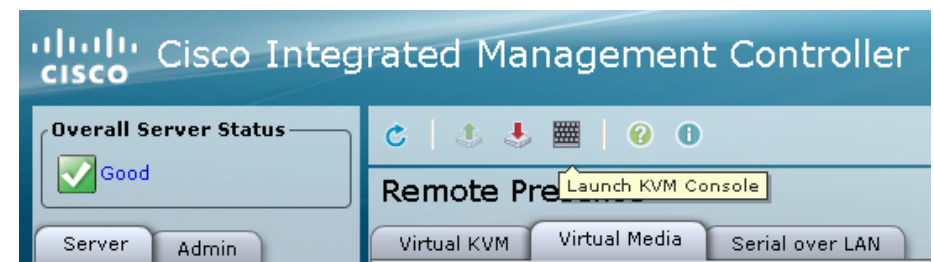 CISCO Cisco Integrated Management Controller
Overall Server Status
Good
Launch KVM Console
Server Admin
Virtual KVM Virtual Media Serial over LAN